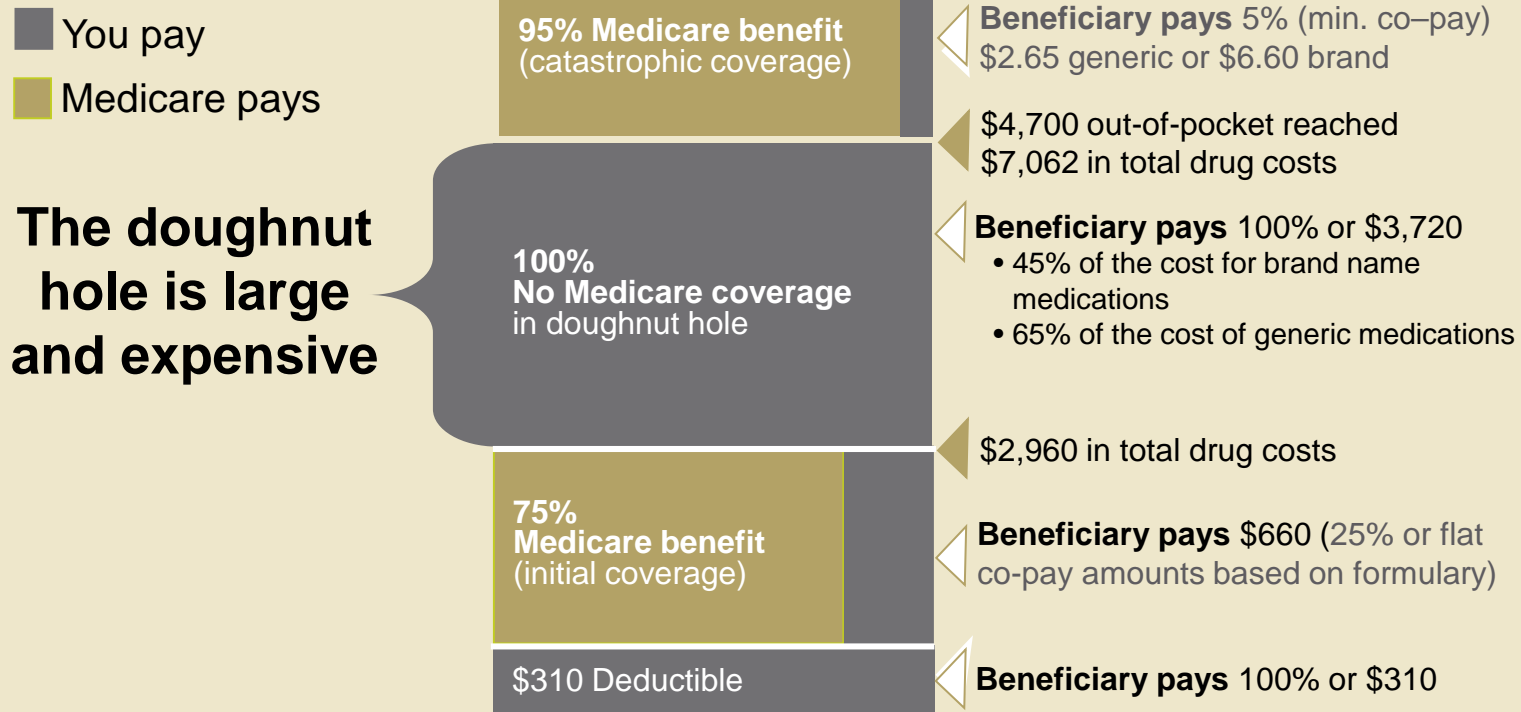 You pay
Medicare pays
The doughnut
hole is large
and expensive
95% Medicare benefit
(catastrophic coverage)
100%
No Medicare coverage
in doughnut hole
75%
Medicare benefit
(initial coverage)
$310 Deductible
Beneficiary pays 5% (min. co–pay)
$2.65 generic or $6.60 brand
$4,700 out-of-pocket reached
$7,062 in total drug costs
Beneficiary pays 100% or $3,720
• 45% of the cost for brand name
medications
• 65% of the cost of generic medications
$2,960 in total drug costs
Beneficiary pays $660 (25% or flat
co-pay amounts based on formulary)
Beneficiary pays 100% or $310